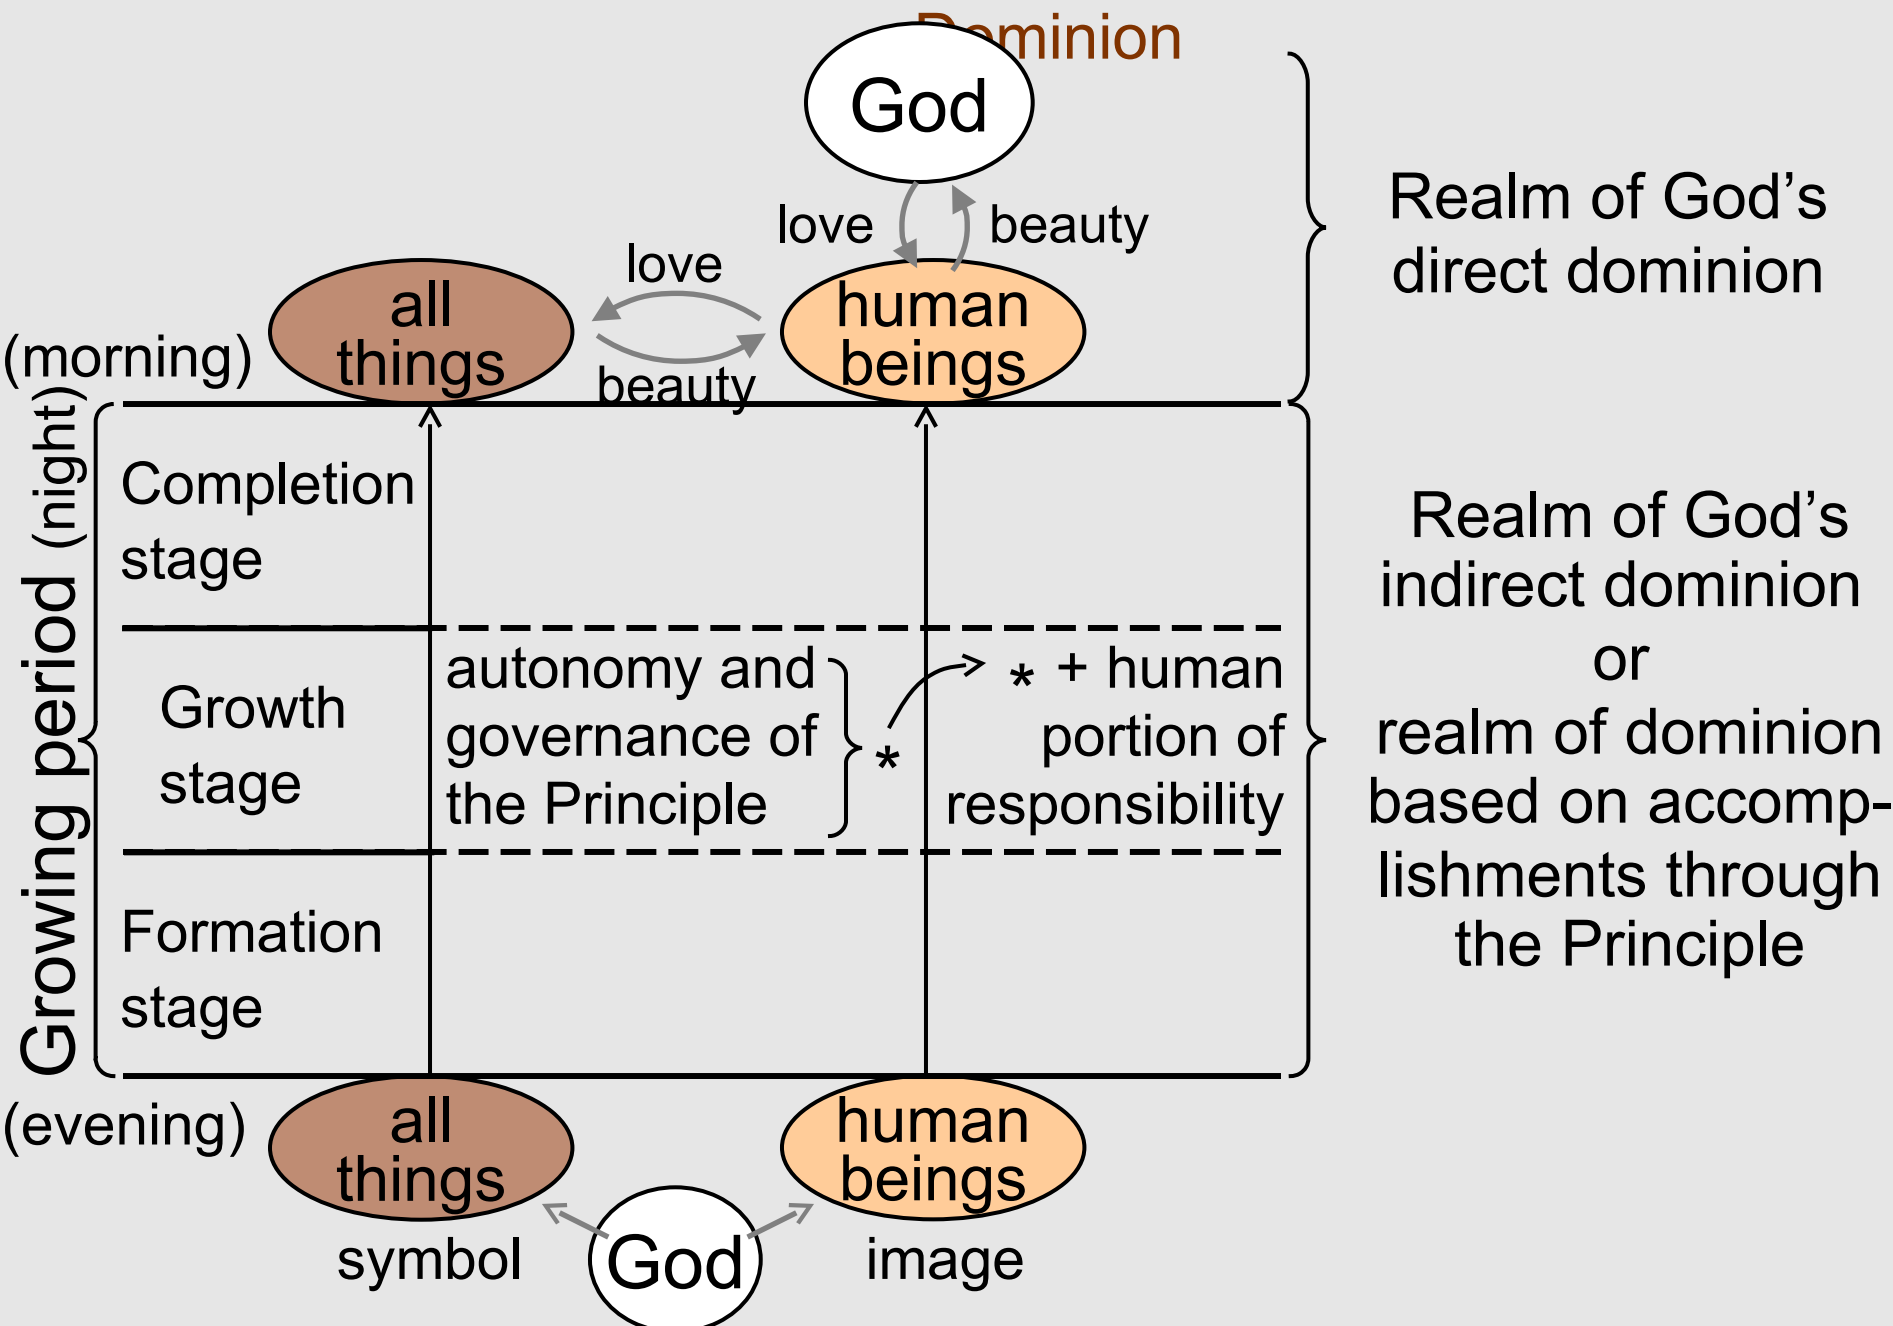 Dominion
God
love
beauty
love
all
things
human
beings
beauty
(morning)
Realm of God’s
direct dominion
Growing period (night)
Completion
stage
Growth
stage
Formation
stage
autonomy and
governance of
the Principle
*
* + human
portion of
responsibility
Realm of God’s
indirect dominion
or
realm of dominion
based on accomp-
lishments through
the Principle
(evening)
all
things
human
beings
symbol
God
image